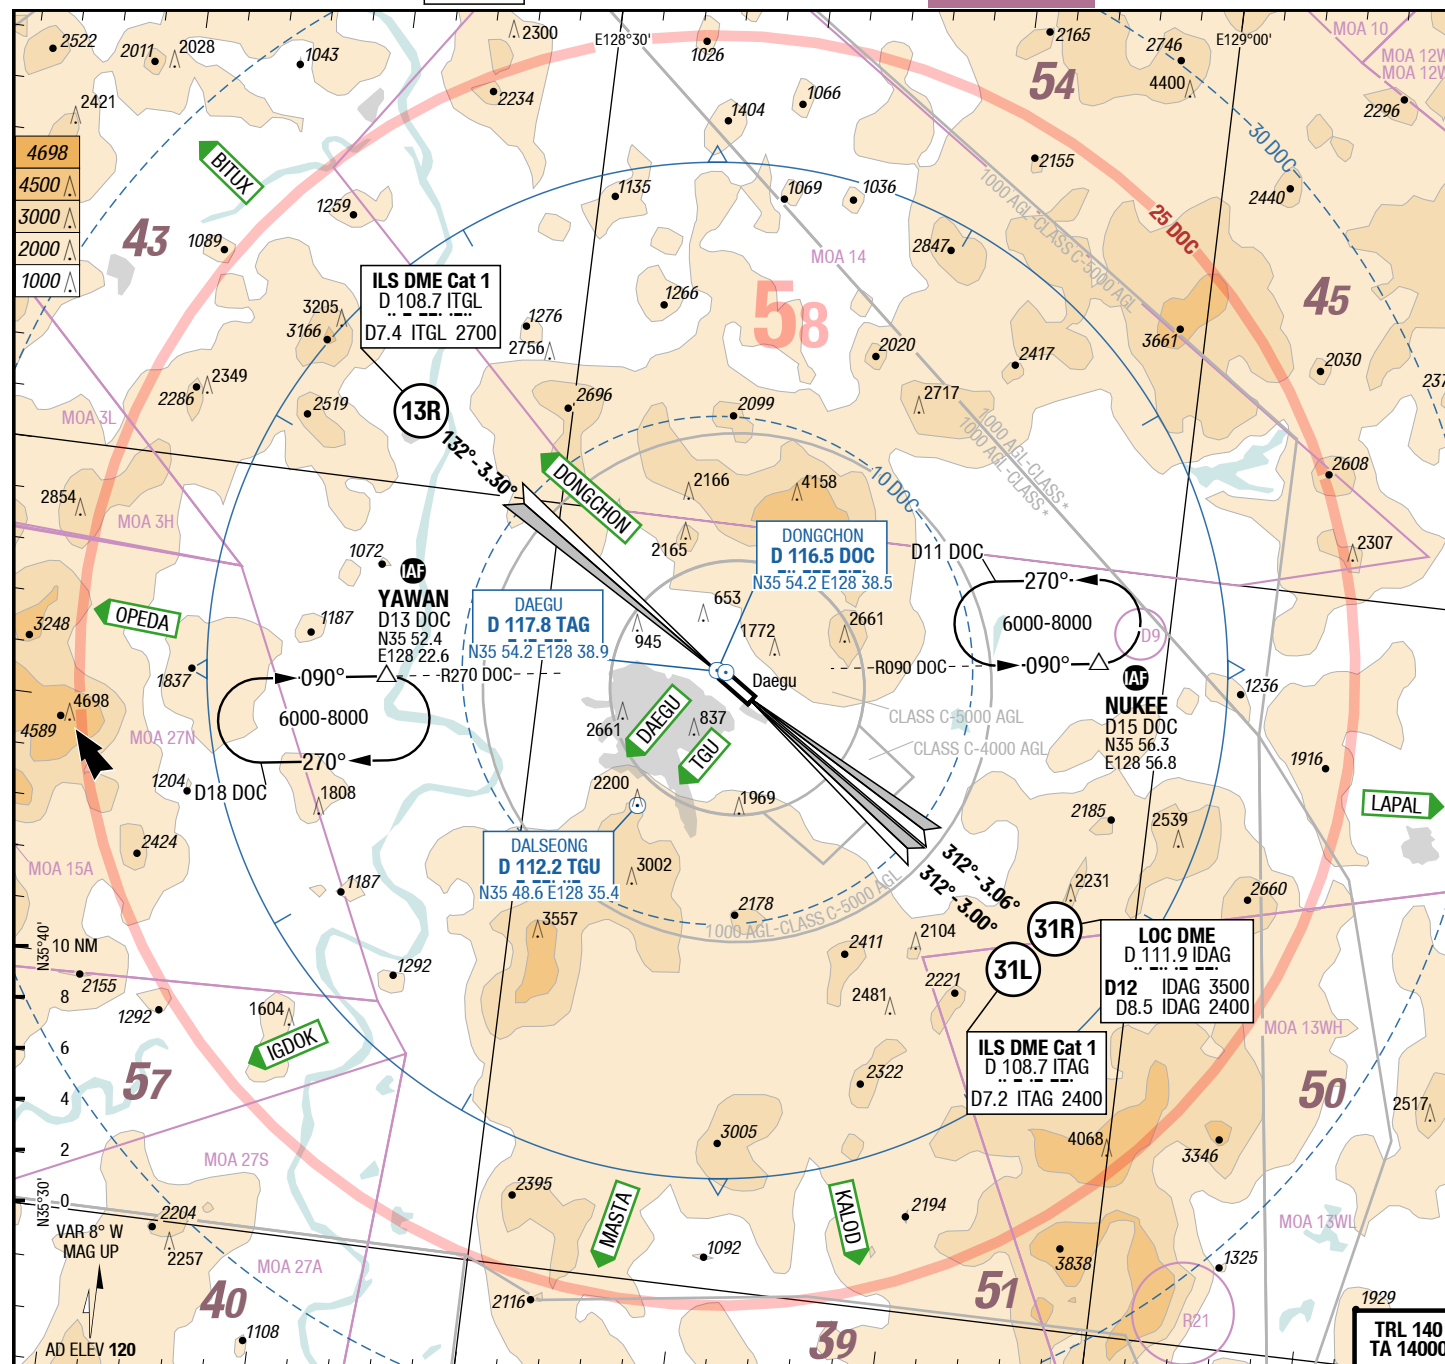 2522
2011
2028
1043
2300
E128°30'
1026
2165
2746
E129°00'
MOA 10
MOA 12W
MOA 12W
54
4400
2296
2421
2234
1404
1066
30 DOC
4698
4500
3000
2000
1000
BITUX
2155
1000 AGL-CLASS C-5000 AGL
2440
1135
1069
1036
25 DOC
43
1259
1089
2847
MOA 14
45
ILS DME Cat 1
D 108.7 ITGL
D7.4 ITGL 2700
3205
3166
1266
58
1276
2756
2020
2417
3661
2030
237
2349
2286
2519
13R
2696
2099
2717
MOA 3L
132°-3.30°
DONGCHON
1000 AGL-CLASS *
1000 AGL-CLASS *
2608
2854
MOA 3H
2166
4158
10 DOC
2165
DONGCHON
D 116.5 DOC
N35 54.2 E128 38.5
D11 DOC
2307
1072
IAF
YAWAN
D13 DOC
N35 52.4
E128 22.6
DAEGU
D 117.8 TAG
N35 54.2 E128 38.9
653
945
1772
2661
270°
6000-8000
090°
D9
OPEDA
3248
1187
1837
090°
R270 DOC
Daegu
R090 DOC
IAF
NUKEE
D15 DOC
N35 56.3
E128 56.8
1236
4698
4589
MOA 27N
6000-8000
270°
2661
DAEGU
837
TGU
CLASS C-5000 AGL
CLASS C-4000 AGL
1916
1204
D18 DOC
1808
2200
1969
LAPAL
2424
MOA 15A
1187
DALSEONG
D 112.2 TGU
N35 48.6 E128 35.4
3002
2185
2539
312°-3.06°
312°-3.00°
2231
2660
3557
2178
1000 AGL-CLASS C-5000 AGL
2104
31R
31L
LOC DME
D 111.9 IDAG
D12 IDAG 3500
D8.5 IDAG 2400
N35°40'
10 NM
2155
1292
2411
2221
2481
8
1292
1604
IGDOK
MOA 13WH
6
ILS DME Cat 1
D 108.7 ITAG
D7.2 ITAG 2400
57
2322
50
4
2517
3005
4068
3346
2
MOA 27S
N35°30'
0
2395
MASTA
KALOD
2194
2204
VAR 8° W
MAG UP
2257
MOA 27A
1092
3838
MOA 13WL
1325
40
2116
51
R21
1929
1108
AD ELEV 120
39
TRL 140
TA 14000